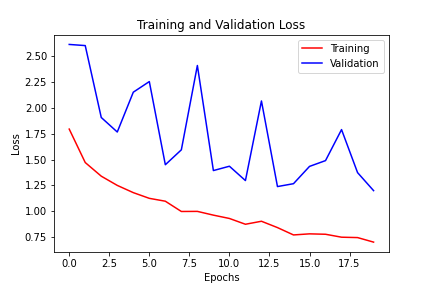 Training and Validation Loss
Training
Validation
Loss
2.50
2.25
2.00
1.75
1.50
1.25
1.00
0.75
0.0 2.5 5.0 7.5 10.0 12.5 15.0 17.5
Epochs